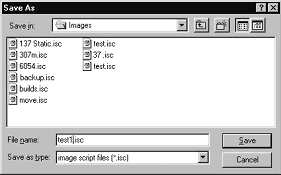 Save As
Save in: Images
137 Static.isc
307m.isc
6054.isc
backup.isc
builds.isc
move.isc
test.isc
37 .isc
test.isc
File name: test1.isc
Save
Save as type: image script files (*.isc)
Cancel